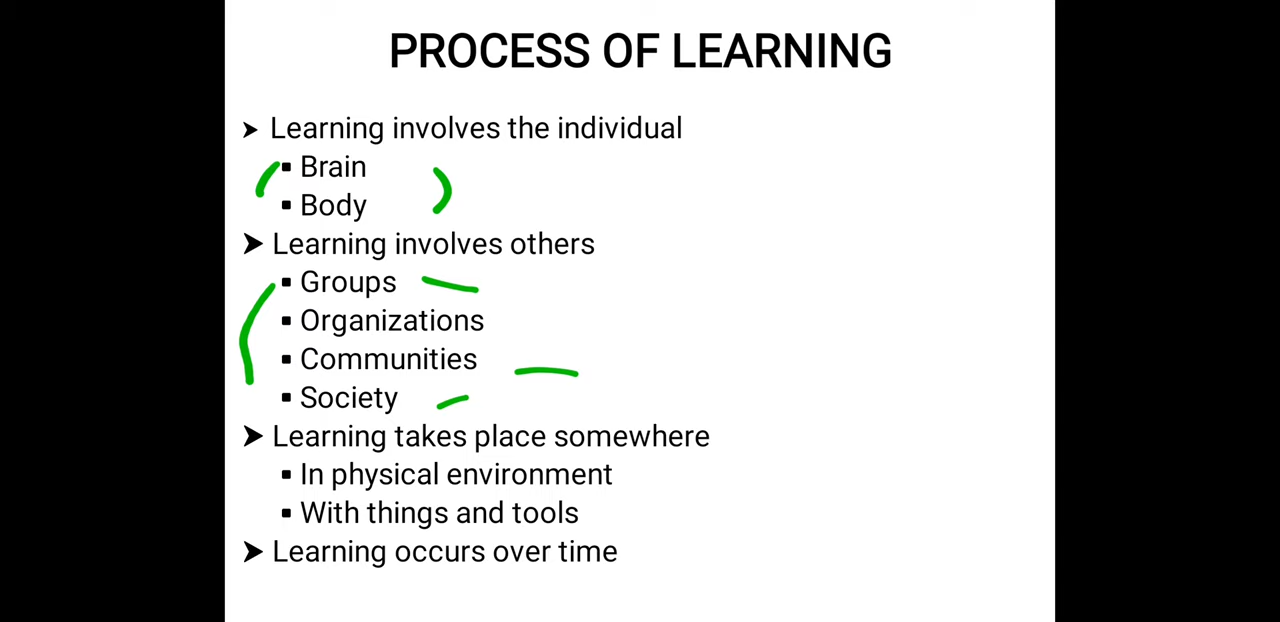 PROCESS OF LEARNING
➤ Learning involves the individual
▪ Brain
▪ Body
➤ Learning involves others
▪ Groups
▪ Organizations
▪ Communities
▪ Society
➤ Learning takes place somewhere
▪ In physical environment
▪ With things and tools
➤ Learning occurs over time